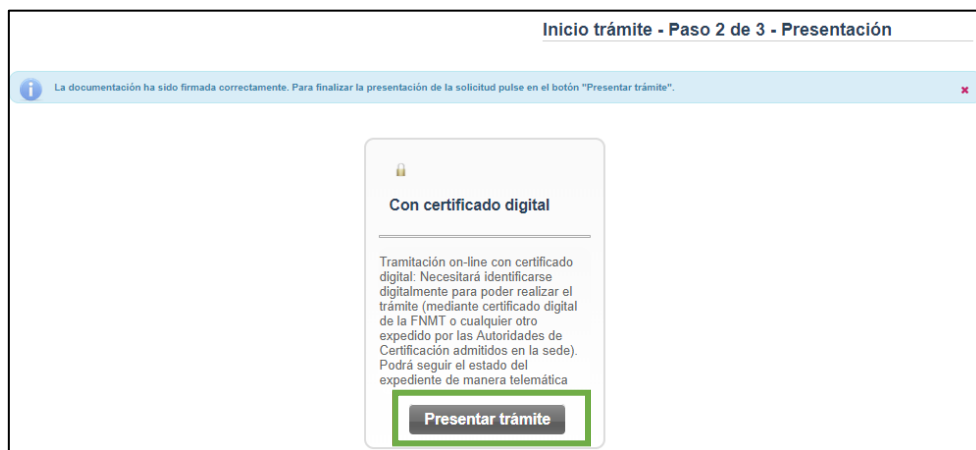 Inicio trámite - Paso 2 de 3 - Presentación
La documentación ha sido firmada correctamente. Para finalizar la presentación de la solicitud pulse en el botón "Presentar trámite".
Con certificado digital
Tramitación on-line con certificado
digital: Necesitará identificarse
digitalmente para poder realizar el
trámite (mediante certificado digital
de la FNMT o cualquier otro
expedido por las Autoridades de
Certificación admitidos en la sede).
Podrá seguir el estado del
expediente de manera telemática
Presentar trámite